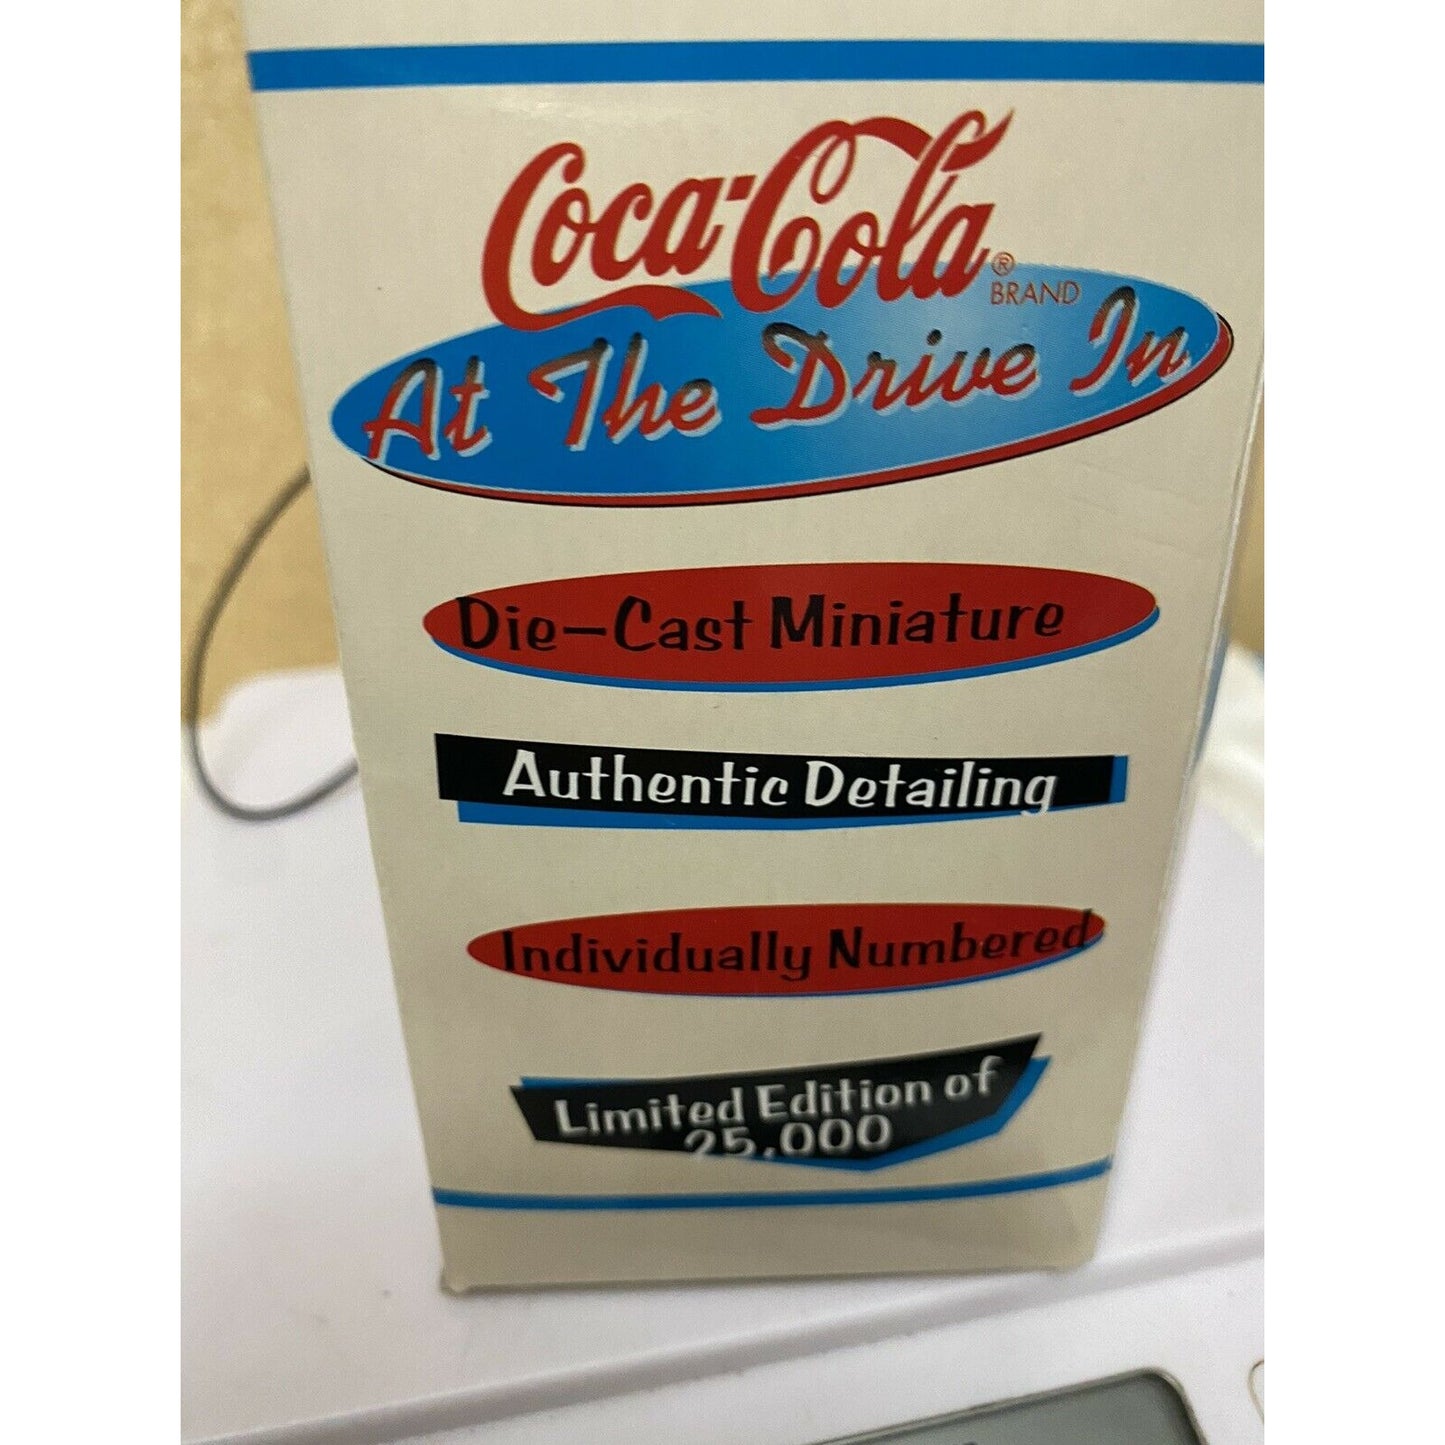 Coca-Cola®
BRAND
At The Drive In
Die-Cast Miniature
Authentic Detailing
Individually Numbered
Limited Edition of
25,000